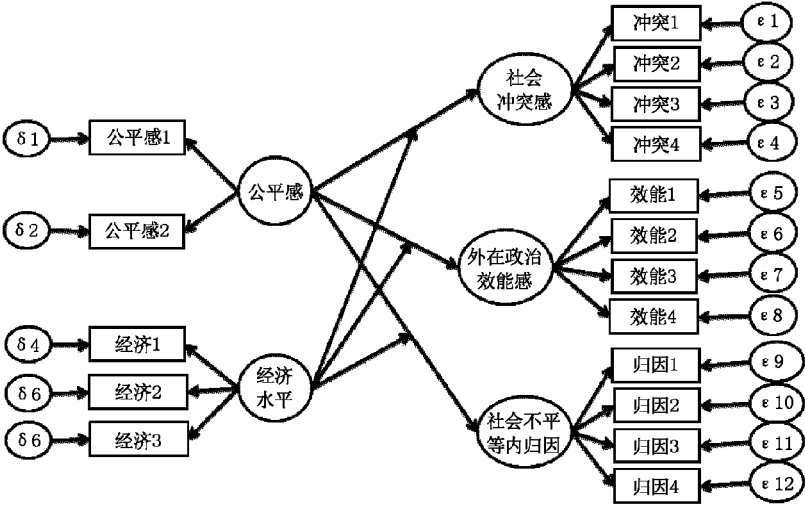 δ1
公平感1
δ2
公平感2
公平感
δ4
经济1
δ6
经济2
δ6
经济3
经济
水平
社会
冲突感
冲突1
ε1
冲突2
ε2
冲突3
ε3
冲突4
ε4
外在政治
效能感
效能1
ε5
效能2
ε6
效能3
ε7
效能4
ε8
社会不平
等内归因
归因1
ε9
归因2
ε10
归因3
ε11
归因4
ε12